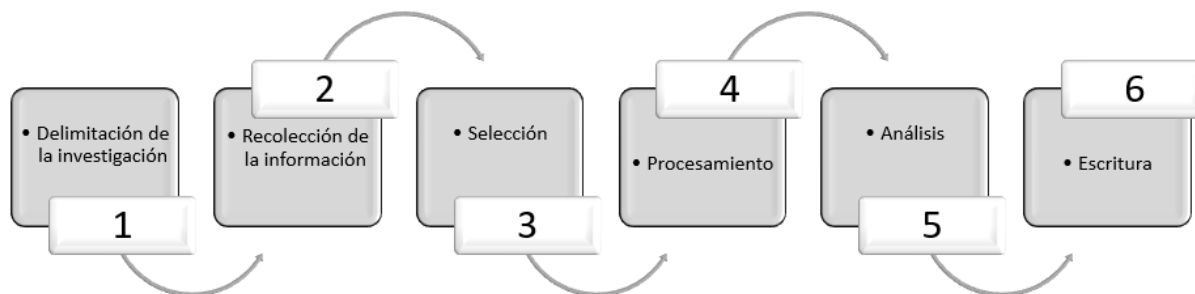 1
• Delimitación de
la investigación
2
• Recolección de
la información
3
• Selección
4
• Procesamiento
5
• Análisis
6
• Escritura